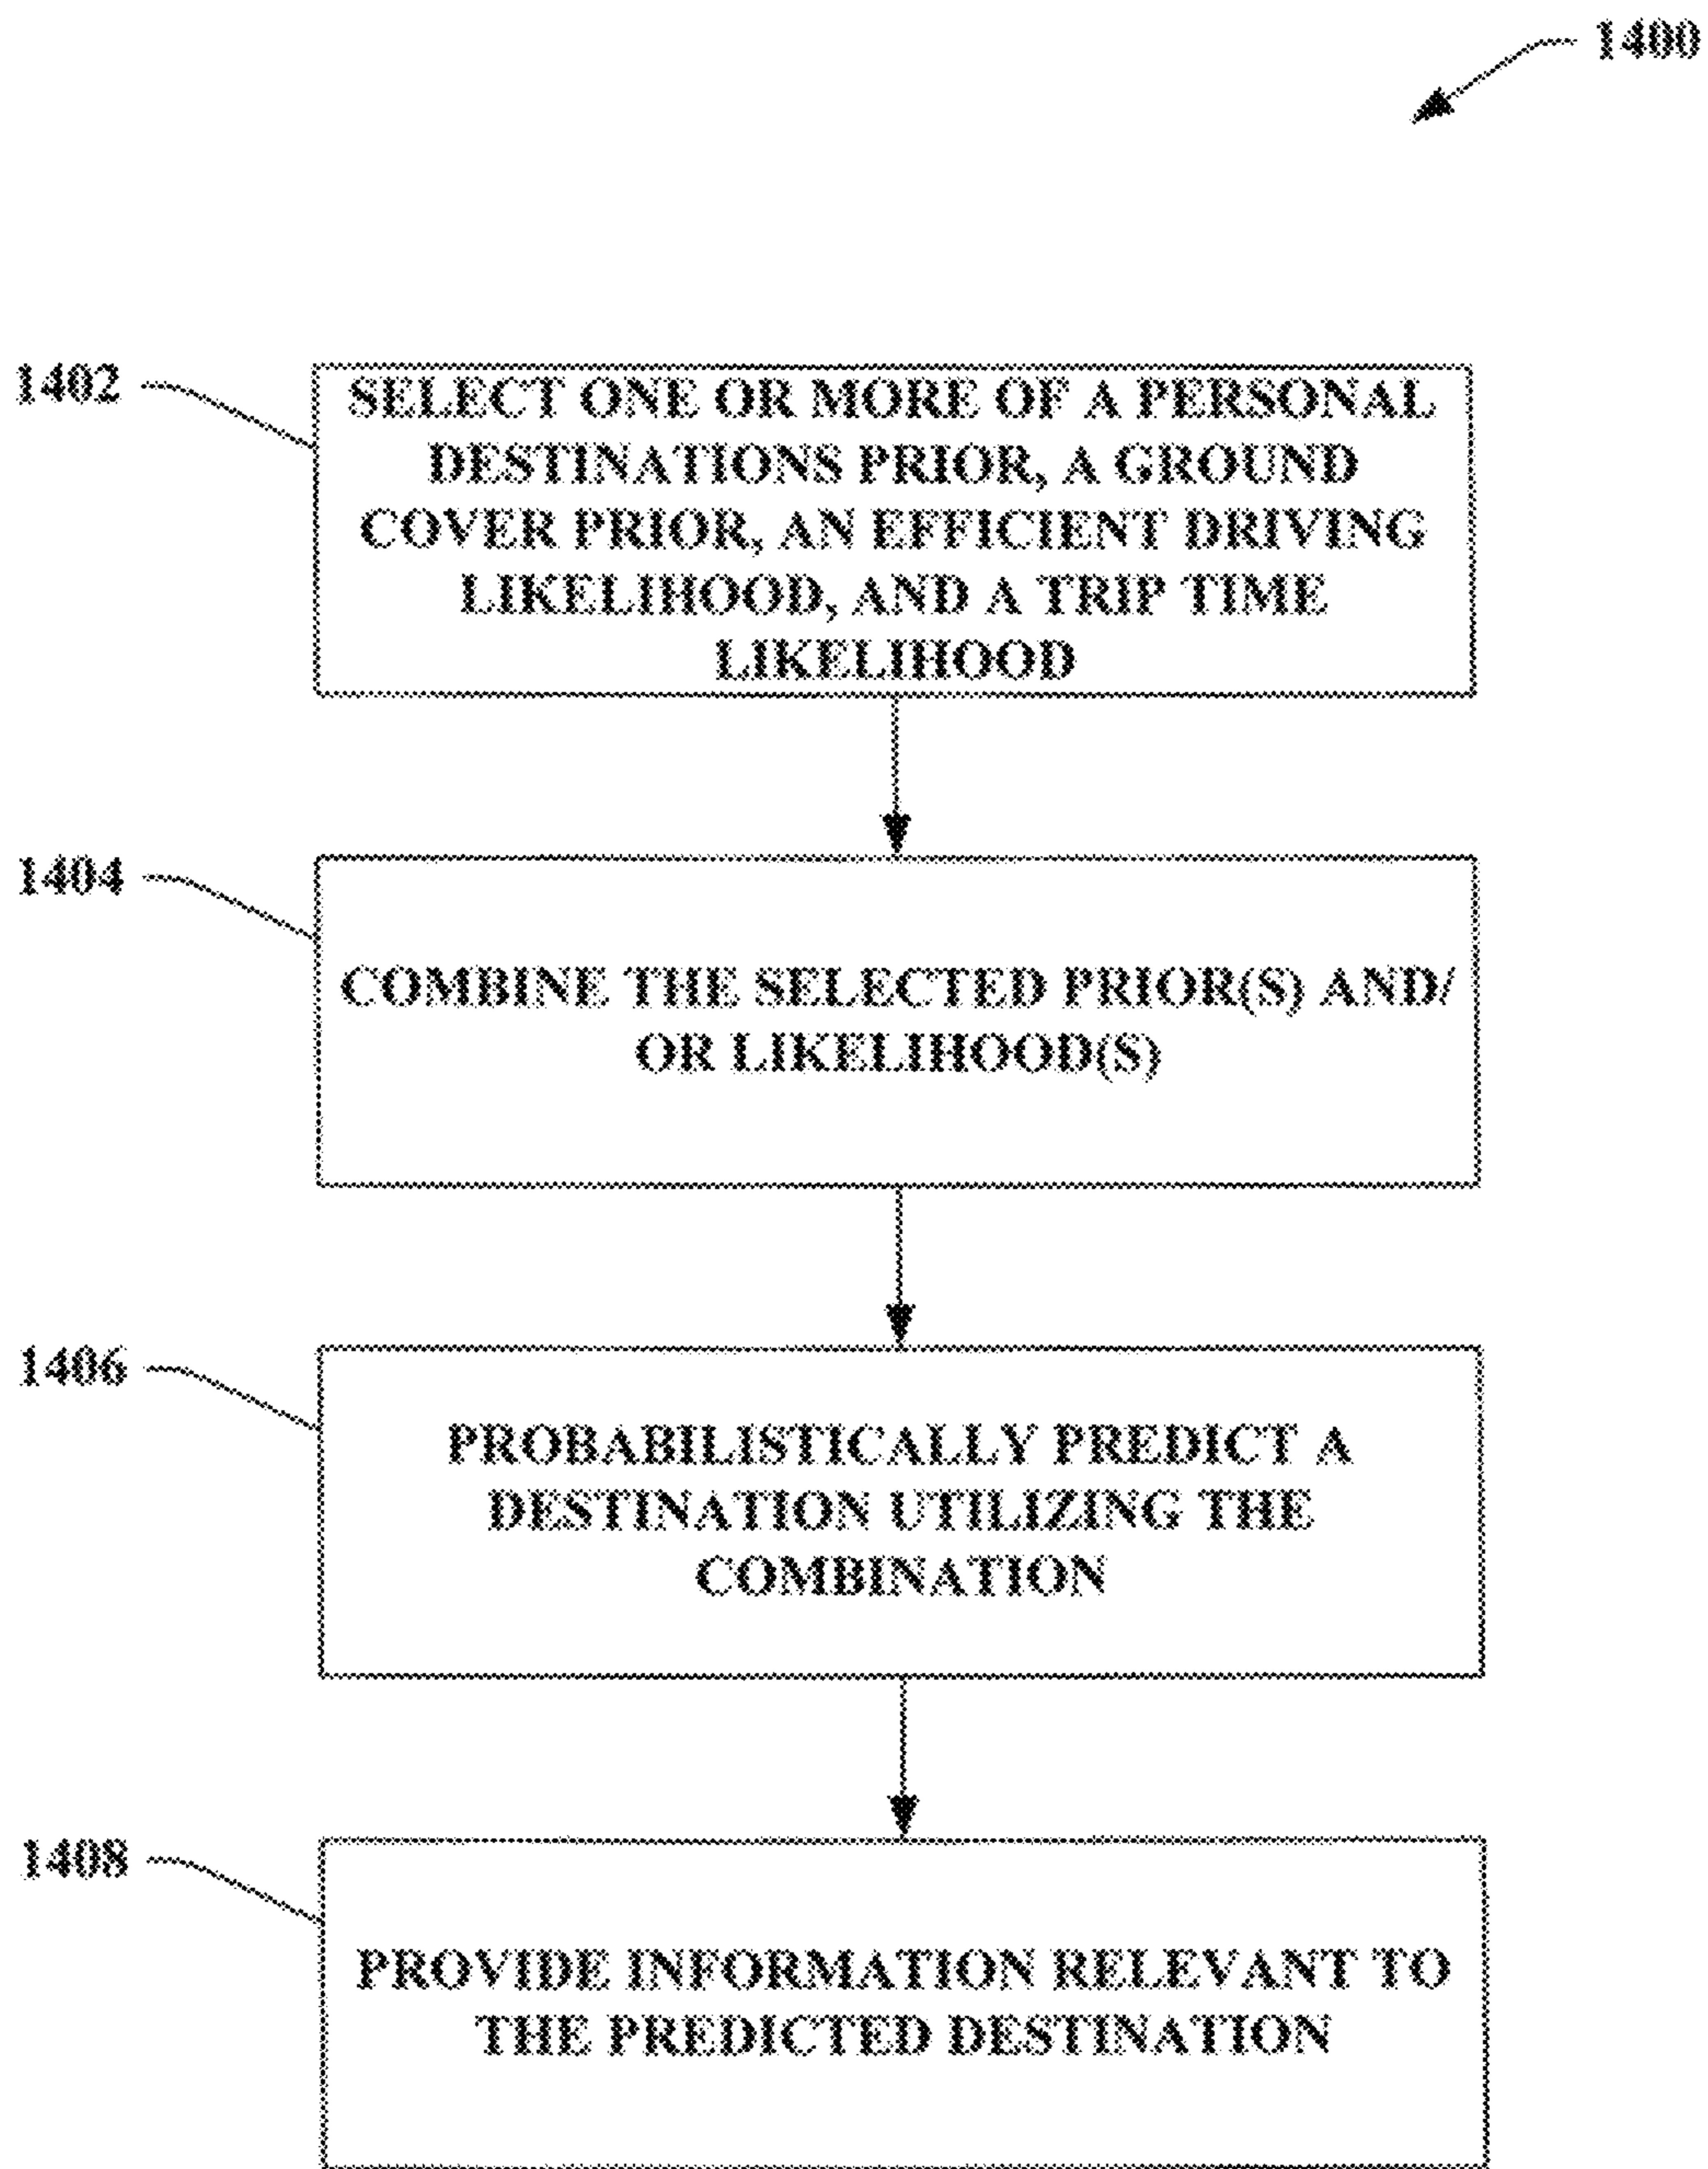 1400
1402
SELECT ONE OR MORE OF A PERSONAL
DESTINATIONS PRIOR, A GROUND
COVER PRIOR, AN EFFICIENT DRIVING
LIKELIHOOD, AND A TRIP TIME
LIKELIHOOD
1404
COMBINE THE SELECTED PRIOR(S) AND/
OR LIKELIHOOD(S)
1406
PROBABILISTICALLY PREDICT A
DESTINATION UTILIZING THE
COMBINATION
1408
PROVIDE INFORMATION RELEVANT TO
THE PREDICTED DESTINATION